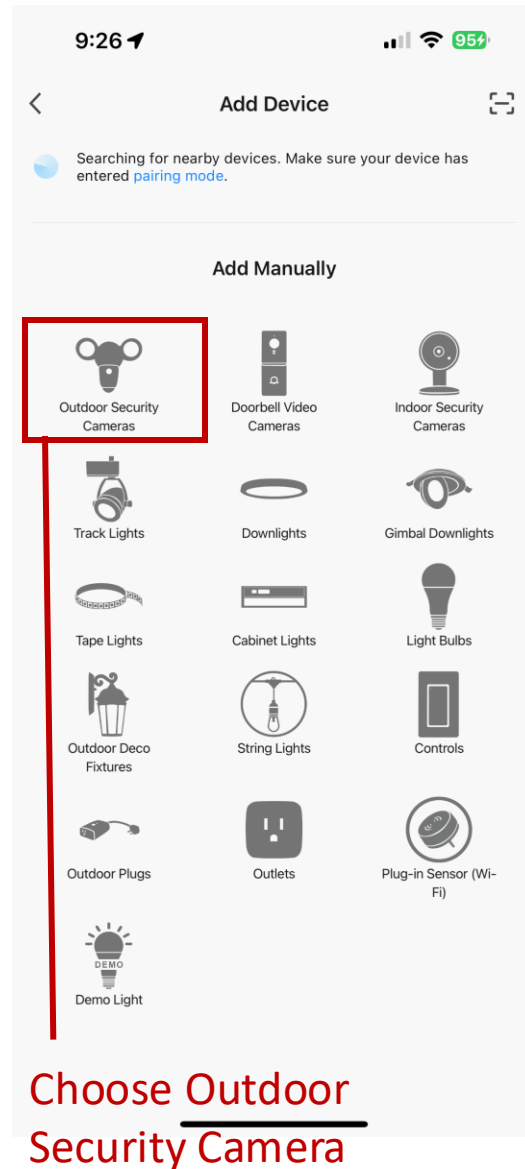 9:26
95
Add Device
Searching for nearby devices. Make sure your device has
entered pairing mode.
Add Manually
Outdoor Security
Cameras
Doorbell Video
Cameras
Indoor Security
Cameras
Track Lights
Downlights
Gimbal Downlights
Tape Lights
Cabinet Lights
Light Bulbs
Outdoor Deco
Fixtures
String Lights
Controls
Outdoor Plugs
Outlets
Plug-in Sensor (Wi-
Fi)
DEMO
Demo Light
Choose Outdoor
Security Camera